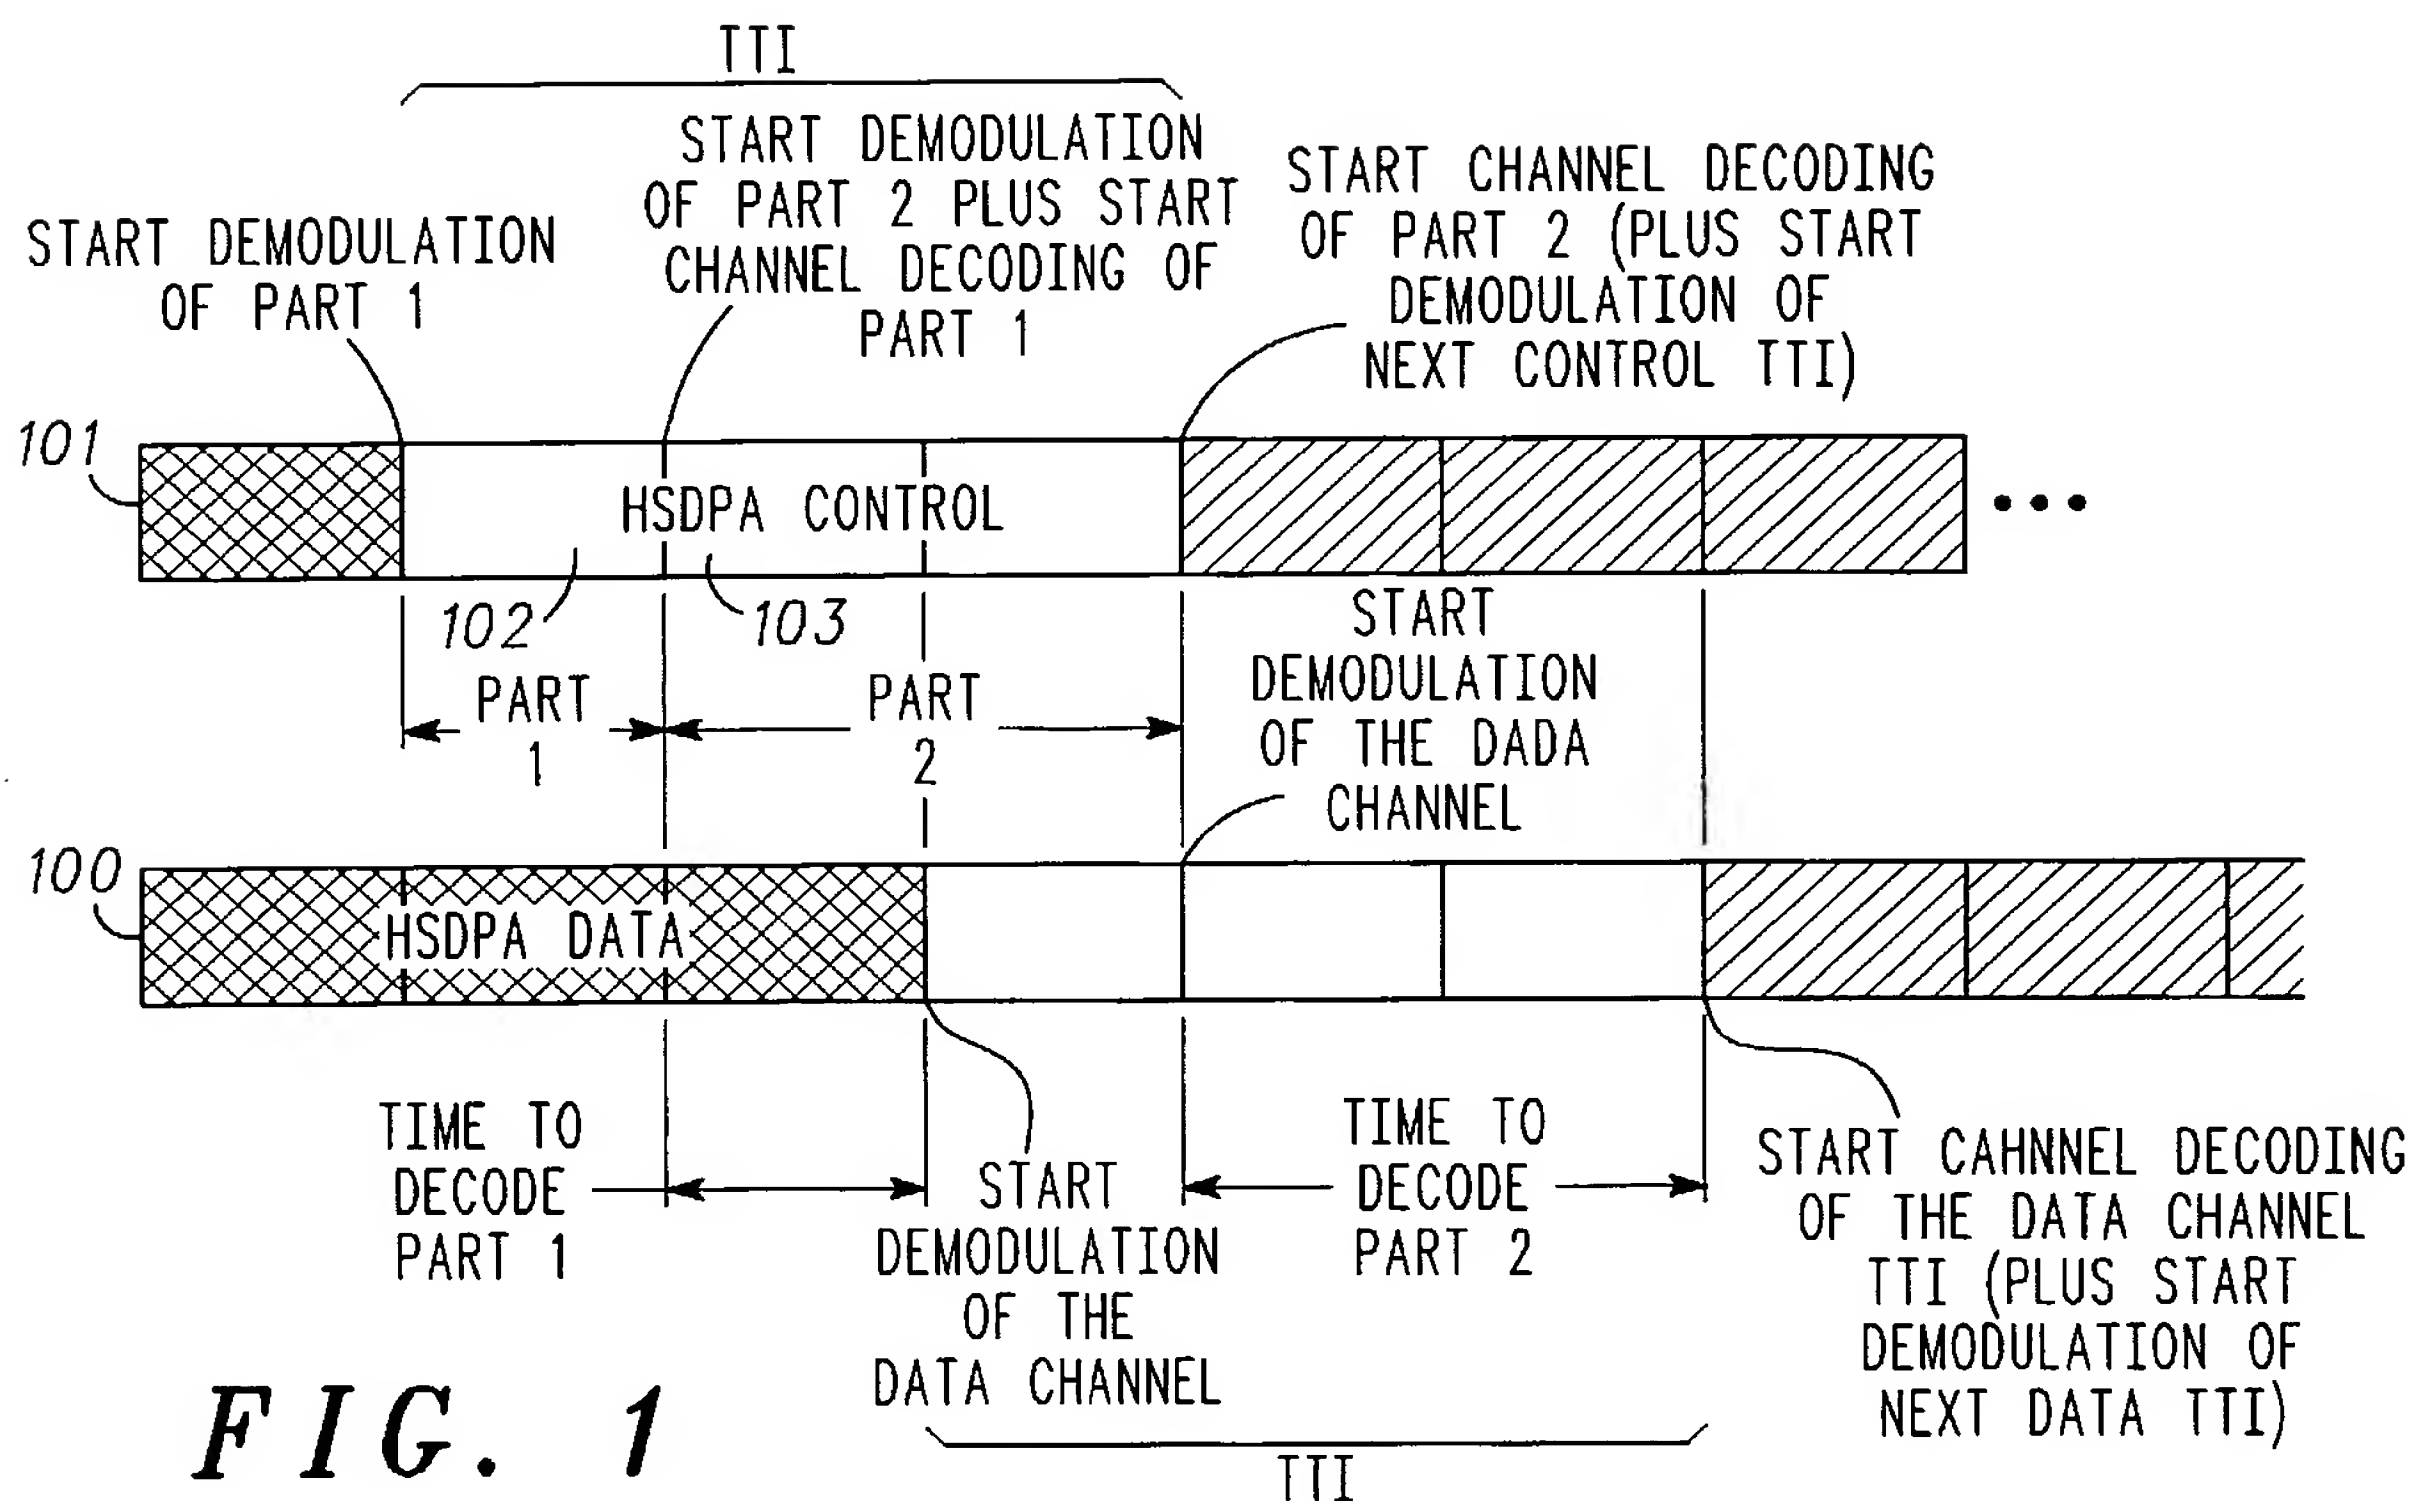 TTI
START DEMODULATION
OF PART 1
START DEMODULATION
OF PART 2 PLUS START
CHANNEL DECODING OF
PART 1
START CHANNEL DECODING
OF PART 2 (PLUS START
DEMODULATION OF
NEXT CONTROL TTI)
101
HSDPA CONTROL
102
103
PART
1
PART
2
START
DEMODULATION
OF THE DADA
CHANNEL
100
HSDPA DATA
TIME TO
DECODE
PART 1
START
DEMODULATION
OF THE
DATA CHANNEL
TIME TO
DECODE
PART 2
START CAHNNEL DECODING
OF THE DATA CHANNEL
TTI (PLUS START
DEMODULATION OF
NEXT DATA TTI)
TTI
FIG. 1